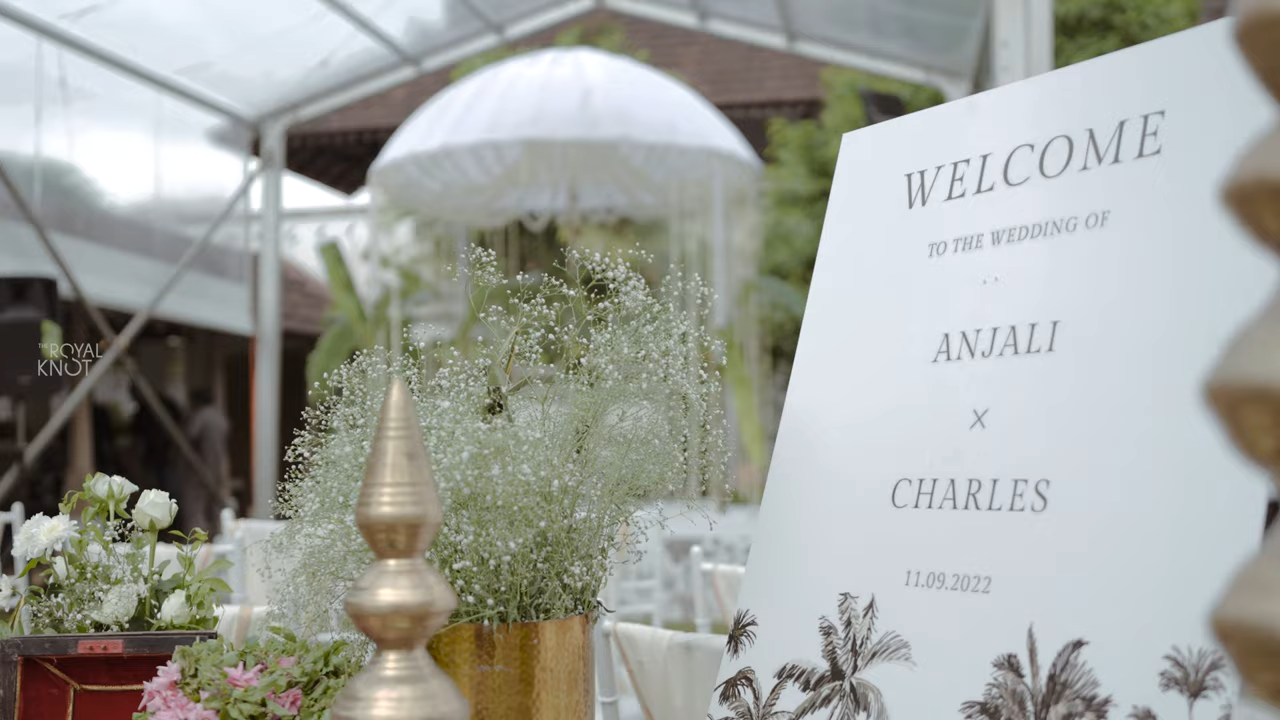 WELCOME
TO THE WEDDING OF
ANJALI
X
CHARLES
11.09.2022
THE ROYAL
KNOT